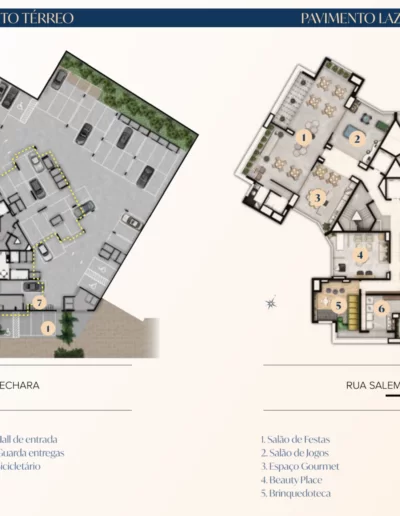 TO TÉRREO
PAVIMENTO LAZ
1
2
3
4
5
6
7
1
ECHARA
RUA SALEM
Hall de entrada
Guarda entregas
Bicicletário
1. Salão de Festas
2. Salão de Jogos
3. Espaço Gourmet
4. Beauty Place
5. Brinquedoteca